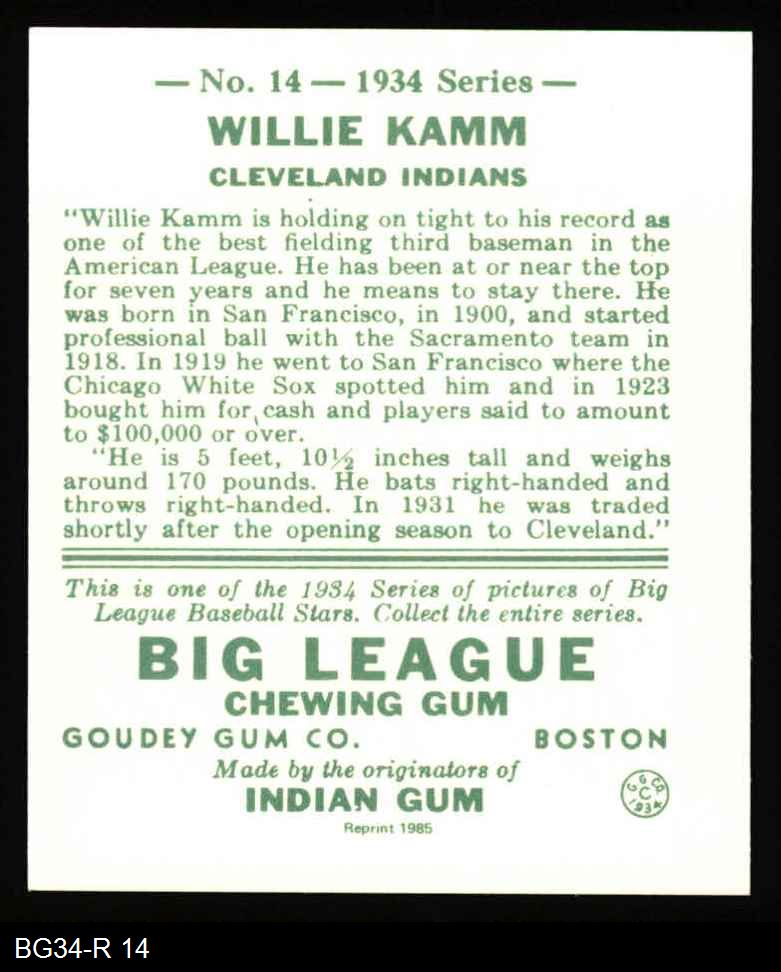 — No. 14 — 1934 Series —
WILLIE KAMM
CLEVELAND INDIANS
"Willie Kamm is holding on tight to his record as
one of the best fielding third baseman in the
American League. He has been at or near the top
for seven years and he means to stay there. He
was born in San Francisco, in 1900, and started
professional ball with the Sacramento team in
1918. In 1919 he went to San Francisco where the
Chicago White Sox spotted him and in 1923
bought him for cash and players said to amount
to $100,000 or over.
"He is 5 feet, 10½ inches tall and weighs
around 170 pounds. He bats right-handed and
throws right-handed. In 1931 he was traded
shortly after the opening season to Cleveland."
This is one of the 1934 Series of pictures of Big
League Baseball Stars. Collect the entire series.
BIG LEAGUE
CHEWING GUM
GOUDEY GUM CO. BOSTON
Made by the originators of
INDIAN GUM
G. G. CO.
C
1934
Reprint 1985
BG34-R 14